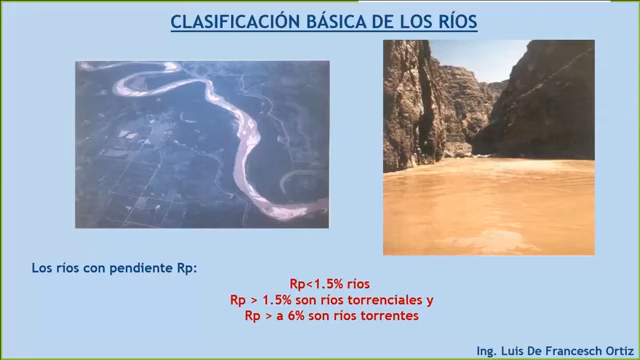 CLASIFICACIÓN BÁSICA DE LOS RÍOS
Los ríos con pendiente Rp:
Rp<1.5% ríos
Rp > 1.5% son ríos torrenciales y
Rp > a 6% son ríos torrentes
Ing. Luis De Francesch Ortiz